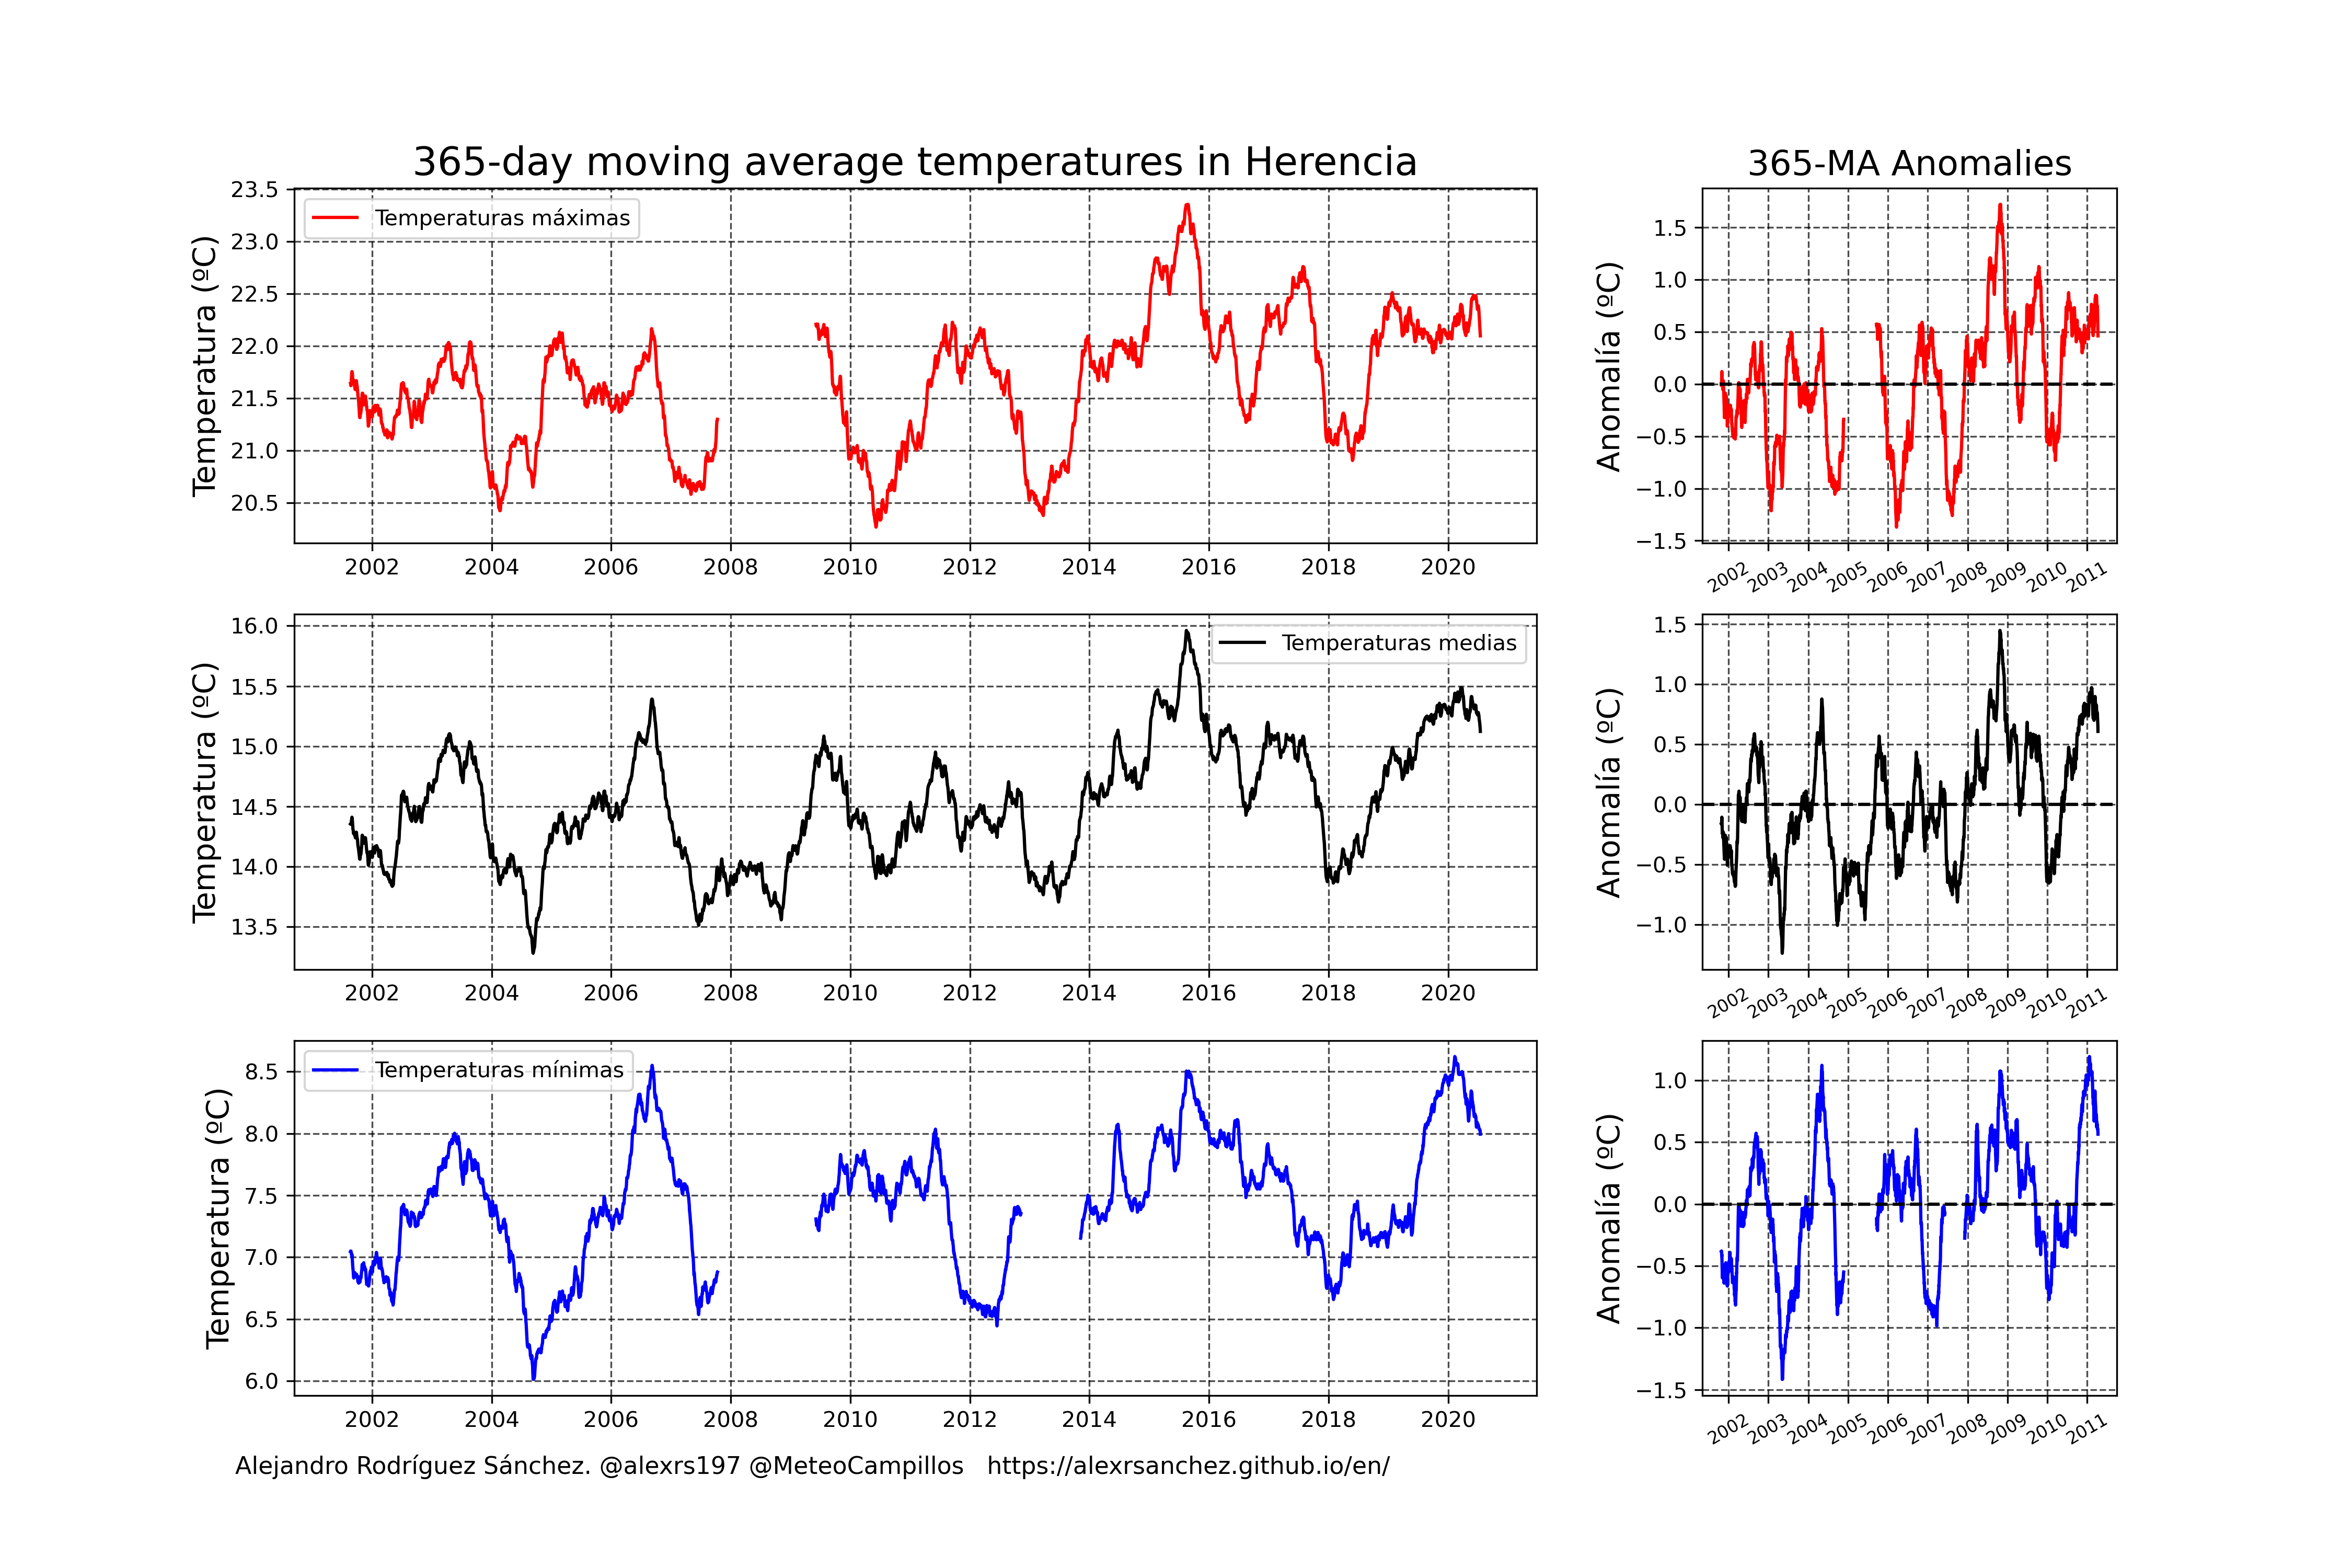 365-day moving average temperatures in Herencia
365-MA Anomalies
Temperatura (ºC)
23.5
23.0
22.5
22.0
21.5
21.0
20.5
Temperaturas máximas
2002 2004 2006 2008 2010 2012 2014 2016 2018 2020
Anomalía (ºC)
1.5
1.0
0.5
0.0
−0.5
−1.0
−1.5
2002 2003 2004 2005 2006 2007 2008 2009 2010 2011
Temperatura (ºC)
16.0
15.5
15.0
14.5
14.0
13.5
Temperaturas medias
2002 2004 2006 2008 2010 2012 2014 2016 2018 2020
Anomalía (ºC)
1.5
1.0
0.5
0.0
−0.5
−1.0
2002 2003 2004 2005 2006 2007 2008 2009 2010 2011
Temperatura (ºC)
8.5
8.0
7.5
7.0
6.5
6.0
Temperaturas mínimas
2002 2004 2006 2008 2010 2012 2014 2016 2018 2020
Anomalía (ºC)
1.0
0.5
0.0
−0.5
−1.0
−1.5
2002 2003 2004 2005 2006 2007 2008 2009 2010 2011
Alejandro Rodríguez Sánchez. @alexrs197 @MeteoCampillos https://alexrsanchez.github.io/en/